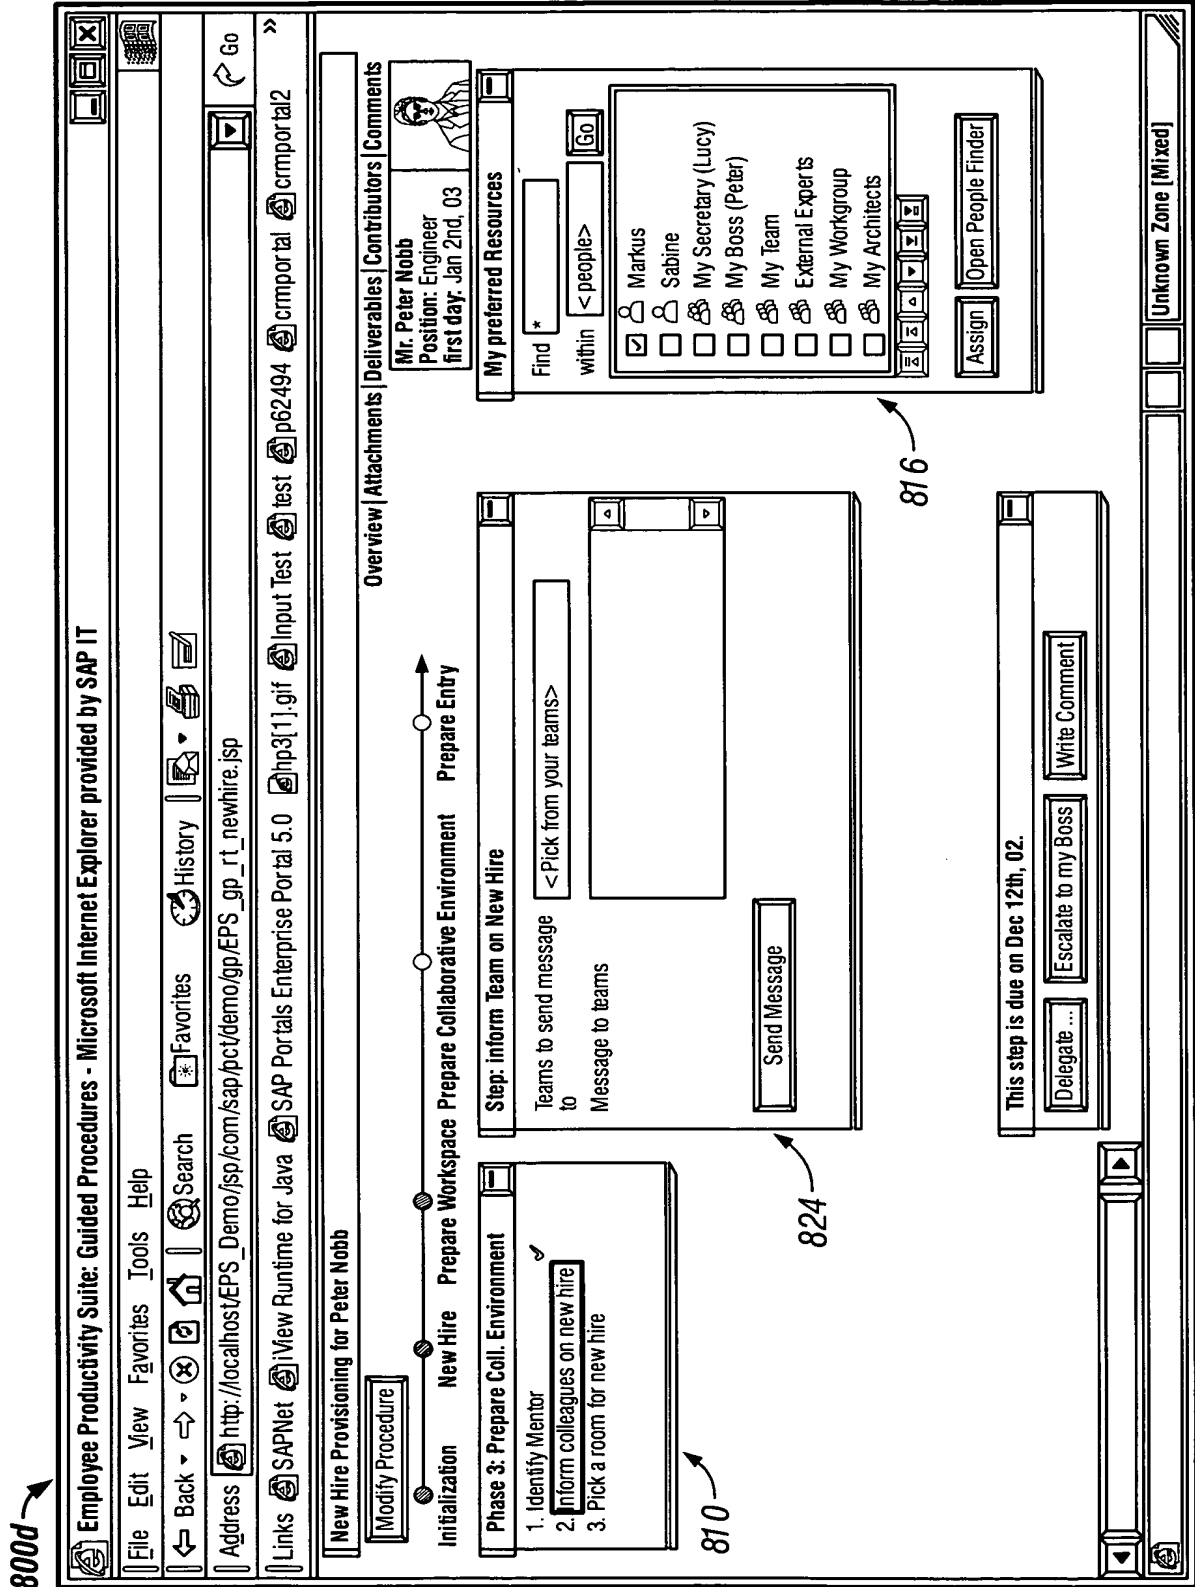 800d
Employee Productivity Suite: Guided Procedures - Microsoft Internet Explorer provided by SAP IT
File Edit View Favorites Tools Help
Back Search Favorites History
Address http://localhost/EPS_Demo/jsp/com/sap/pct/demo/gp/EPS_gp_rt_newhire.jsp Go
Links SAPNet iView Runtime for Java SAP Portals Enterprise Portal 5.0 hp3[1].gif Input Test test p62494 crmportal crmportal2 »
New Hire Provisioning for Peter Nobb
Modify Procedure
Overview|Attachments|Deliverables|Contributors|Comments
Mr. Peter Nobb
Position: Engineer
first day: Jan 2nd, 03
Initialization New Hire Prepare Workspace Prepare Collaborative Environment Prepare Entry
Phase 3: Prepare Coll. Environment
1. Identify Mentor
2. Inform colleagues on new hire
3. Pick a room for new hire
810
Step: inform Team on New Hire
Teams to send message
to
<Pick from your teams>
Message to teams
Send Message
824
My preferred Resources
Find *
within <people> Go
Markus
Sabine
My Secretary (Lucy)
My Boss (Peter)
My Team
External Experts
My Workgroup
My Architects
Assign Open People Finder
816
This step is due on Dec 12th, 02.
Delegate ... Escalate to my Boss Write Comment
Unknown Zone [Mixed]